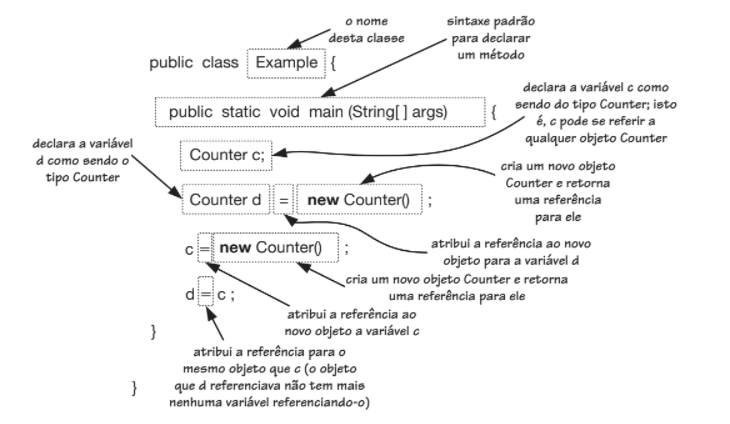 o nome
desta classe
sintaxe padrão
para declarar
um método
public class Example {
declara a variável c como
sendo do tipo Counter; isto
é, c pode se referir a
qualquer objeto Counter
public static void main (String[ ] args) {
declara a variável
d como sendo o
tipo Counter
Counter c;
cria um novo objeto
Counter e retorna
uma referência
para ele
Counter d = new Counter() ;
atribui a referência ao novo
objeto para a variável d
c = new Counter() ;
cria um novo objeto Counter e retorna
uma referência para ele
d = c ;
atribui a referência ao
novo objeto a variável c
}
atribui a referência para o
mesmo objeto que c (o objeto
que d referenciava não tem mais
nenhuma variável referenciando-o)
}